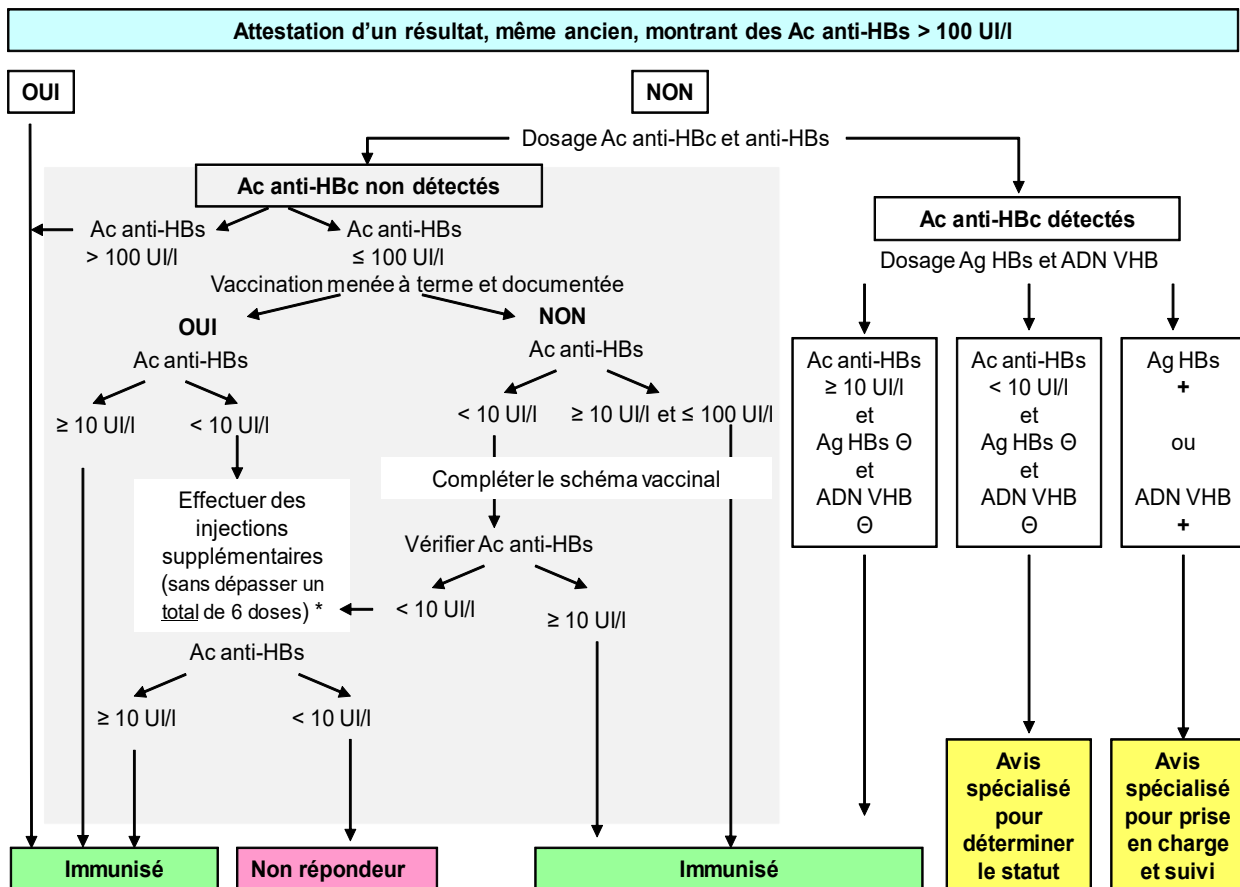 Attestation d'un résultat, même ancien, montrant des Ac anti-HBs > 100 UI/l
OUI
NON
Dosage Ac anti-HBc et anti-HBs
Ac anti-HBc non détectés
Ac anti-HBs
> 100 UI/l
Ac anti-HBs
≤ 100 UI/l
Vaccination menée à terme et documentée
OUI
Ac anti-HBs
≥ 10 UI/l
< 10 UI/l
Effectuer des
injections
supplémentaires
(sans dépasser un
total de 6 doses) *
Ac anti-HBs
≥ 10 UI/l
< 10 UI/l
NON
Ac anti-HBs
< 10 UI/l
≥ 10 UI/l et ≤ 100 UI/l
Compléter le schéma vaccinal
Vérifier Ac anti-HBs
< 10 UI/l
≥ 10 UI/l
Ac anti-HBc détectés
Dosage Ag HBs et ADN VHB
Ac anti-HBs
≥ 10 UI/l
et
Ag HBs Θ
et
ADN VHB
Θ
Ac anti-HBs
< 10 UI/l
et
Ag HBs Θ
et
ADN VHB
Θ
Ag HBs
+
ou
ADN VHB
+
Immunisé
Non répondeur
Immunisé
Avis
spécialisé
pour
déterminer
le statut
Avis
spécialisé
pour prise
en charge
et suivi